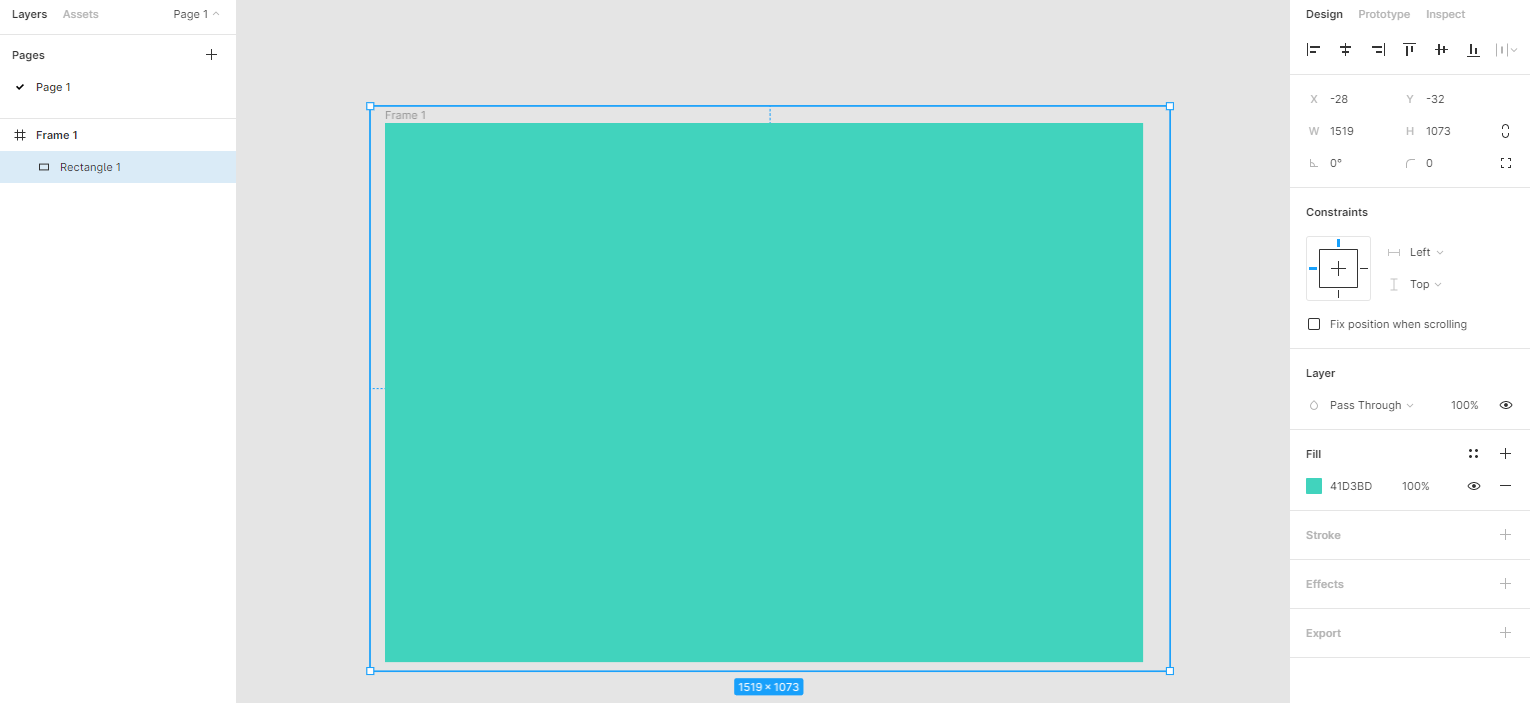 Layers Assets Page 1
Pages
Page 1
Frame 1
Rectangle 1
Frame 1
1519 × 1073
Design Prototype Inspect
X -28 Y -32
W 1519 H 1073
0° 0
Constraints
Left
Top
Fix position when scrolling
Layer
Pass Through 100%
Fill
41D3BD 100%
Stroke
Effects
Export